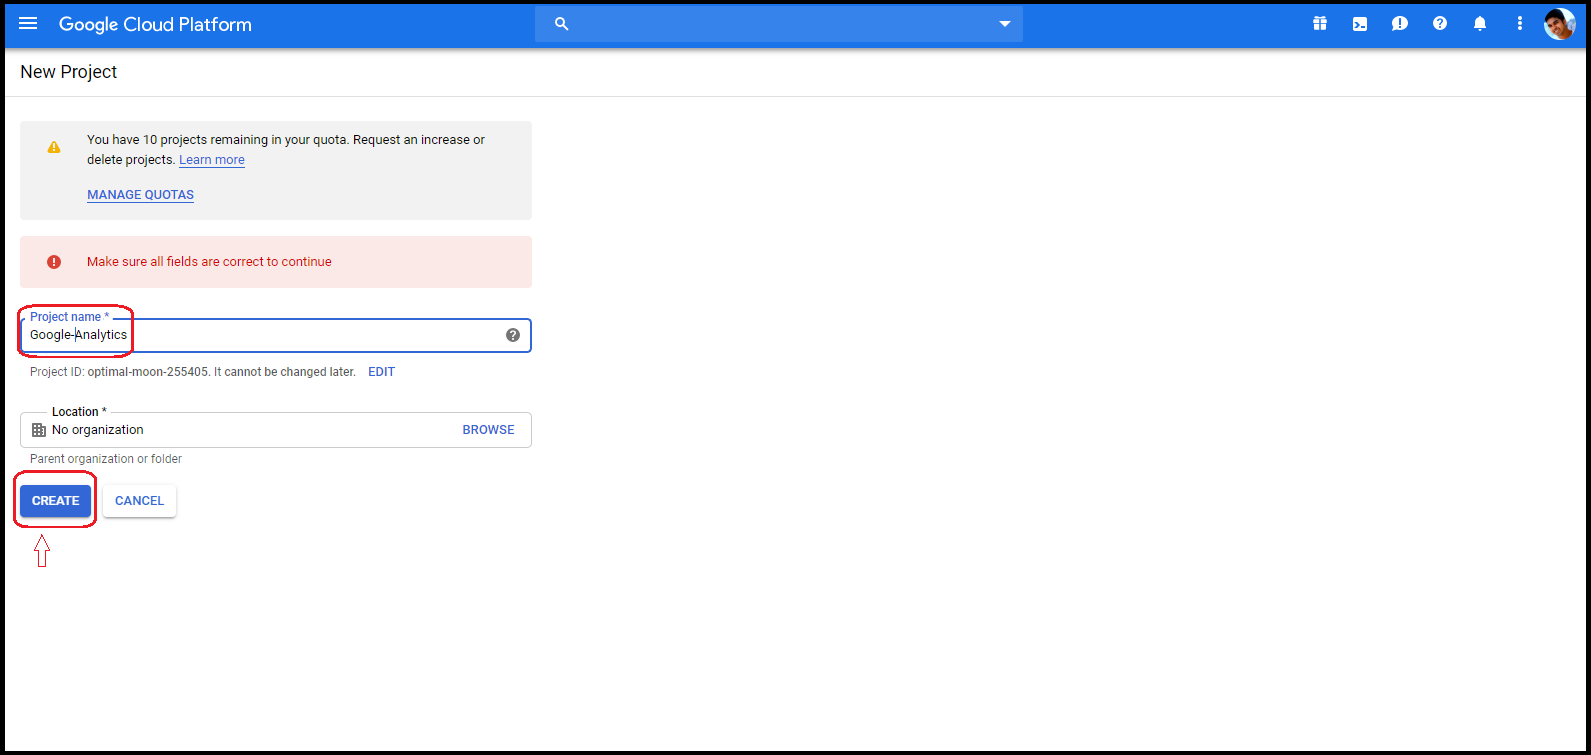 Google Cloud Platform
New Project
You have 10 projects remaining in your quota. Request an increase or
delete projects. Learn more
MANAGE QUOTAS
Make sure all fields are correct to continue
Project name *
Google-Analytics
Project ID: optimal-moon-255405. It cannot be changed later. EDIT
Location *
No organization BROWSE
Parent organization or folder
CREATE CANCEL